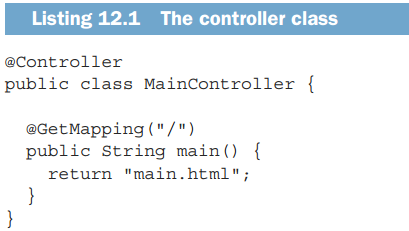 Listing 12.1 The controller class
@Controller
public class MainController {
@GetMapping("/")
public String main() {
return "main.html";
}
}